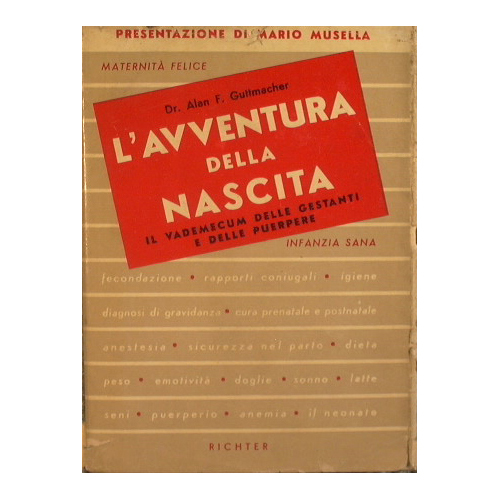 PRESENTAZIONE DI MARIO MUSELLA
MATERNITÀ FELICE
Dr. Alan F. Guttmacher
L'AVVENTURA
DELLA
NASCITA
IL VADEMECUM DELLE GESTANTI
E DELLE PUERPERE
INFANZIA SANA
fecondazione • rapporti coniugali • igiene
diagnosi di gravidanza • cura prenatale e postnatale
anestesia • sicurezza nel parto • dieta
peso • emotività • doglie • sonno • latte
seni • puerperio • anemia • il neonato
RICHTER